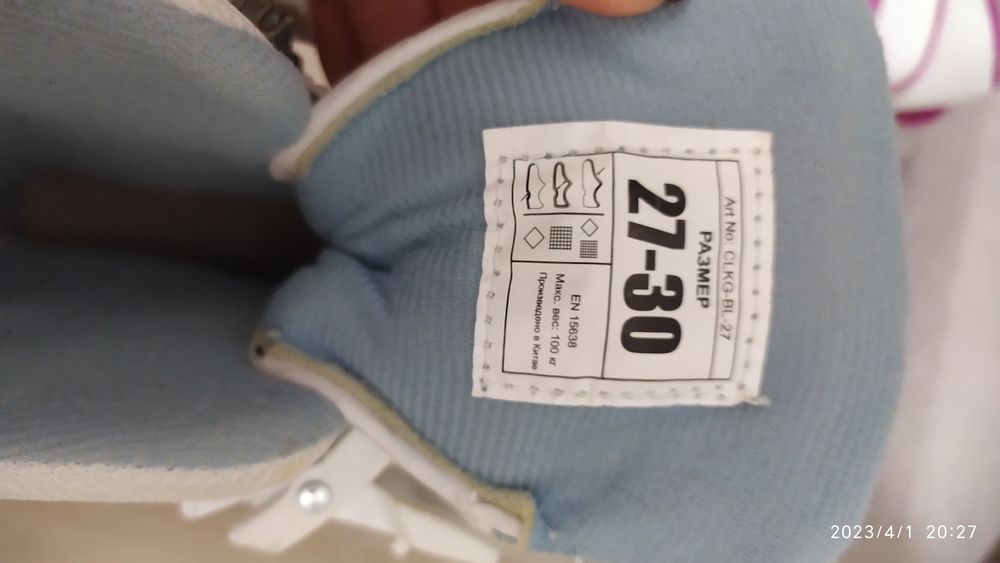 Art No: CLKG-BL-27
РАЗМЕР
27-30
EN 15638
Макс. вес: 100 кг
Произведено в Китае
2023/4/1 20:27